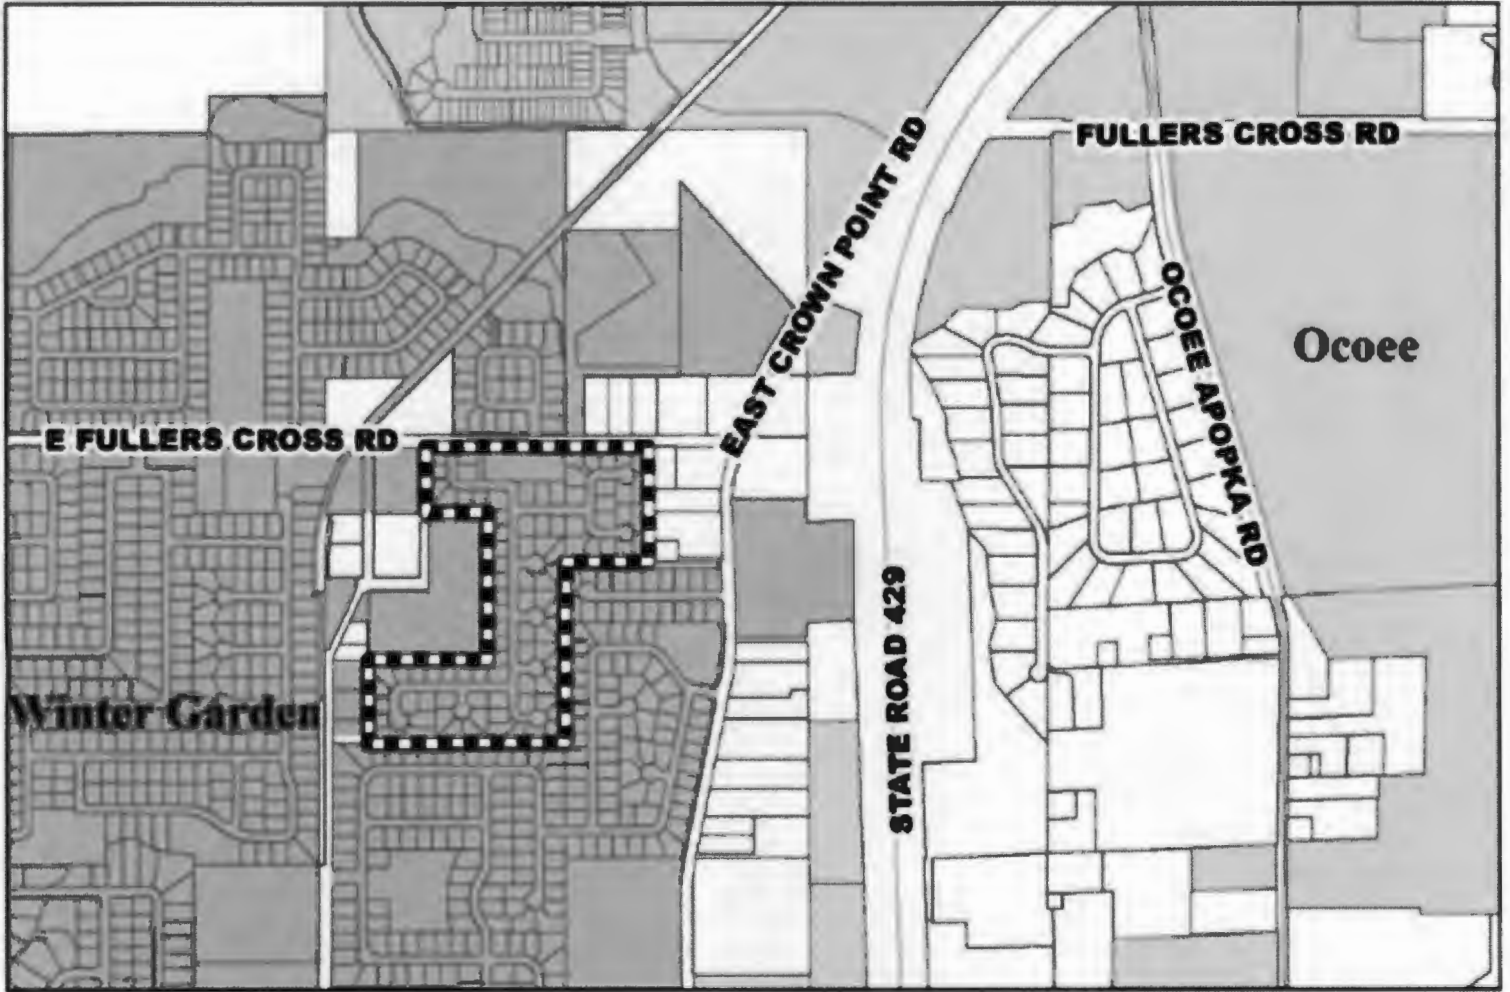 FULLERS CROSS RD
EAST CROWN POINT RD
OCOEE APOPKA RD
Ocoee
E FULLERS CROSS RD
STATE ROAD 429
Winter Garden